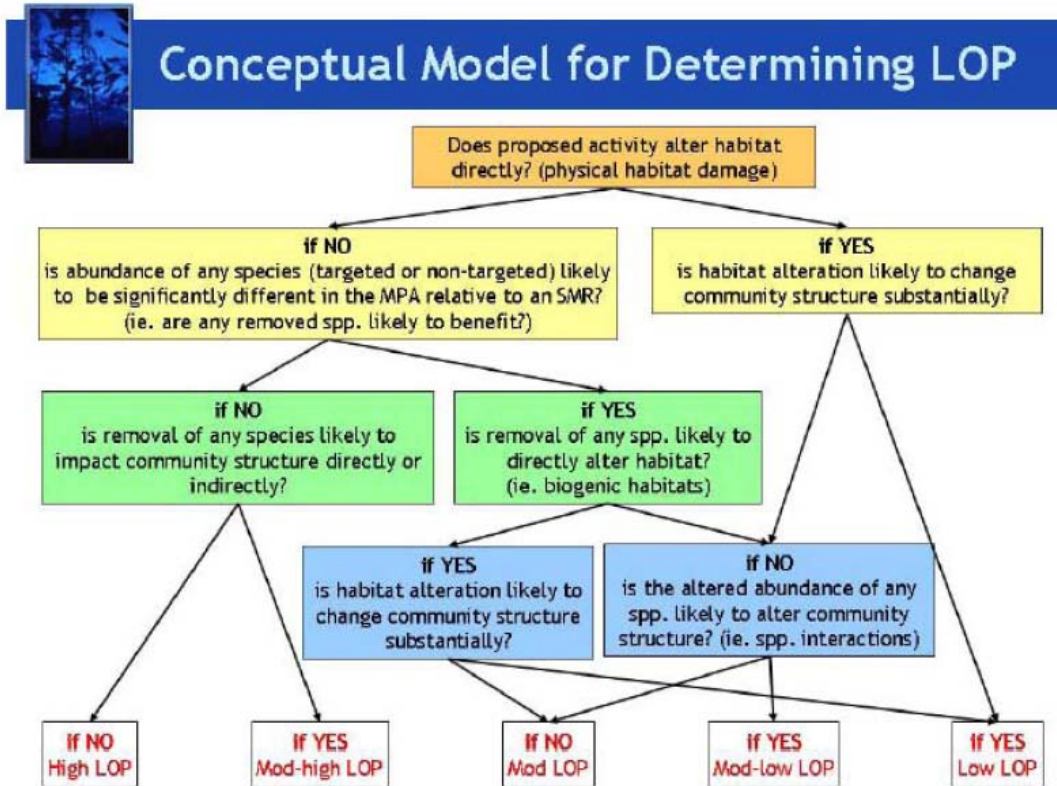 Conceptual Model for Determining LOP
Does proposed activity alter habitat
directly? (physical habitat damage)
if NO
is abundance of any species (targeted or non-targeted) likely
to be significantly different in the MPA relative to an SMR?
(ie. are any removed spp. likely to benefit?)
if YES
is habitat alteration likely to change
community structure substantially?
if NO
is removal of any species likely to
impact community structure directly or
indirectly?
if YES
is removal of any spp. likely to
directly alter habitat?
(ie. biogenic habitats)
if YES
is habitat alteration likely to
change community structure
substantially?
if NO
is the altered abundance of any
spp. likely to alter community
structure? (ie. spp. interactions)
if NO
High LOP
if YES
Mod-high LOP
if NO
Mod LOP
if YES
Mod-low LOP
if YES
Low LOP